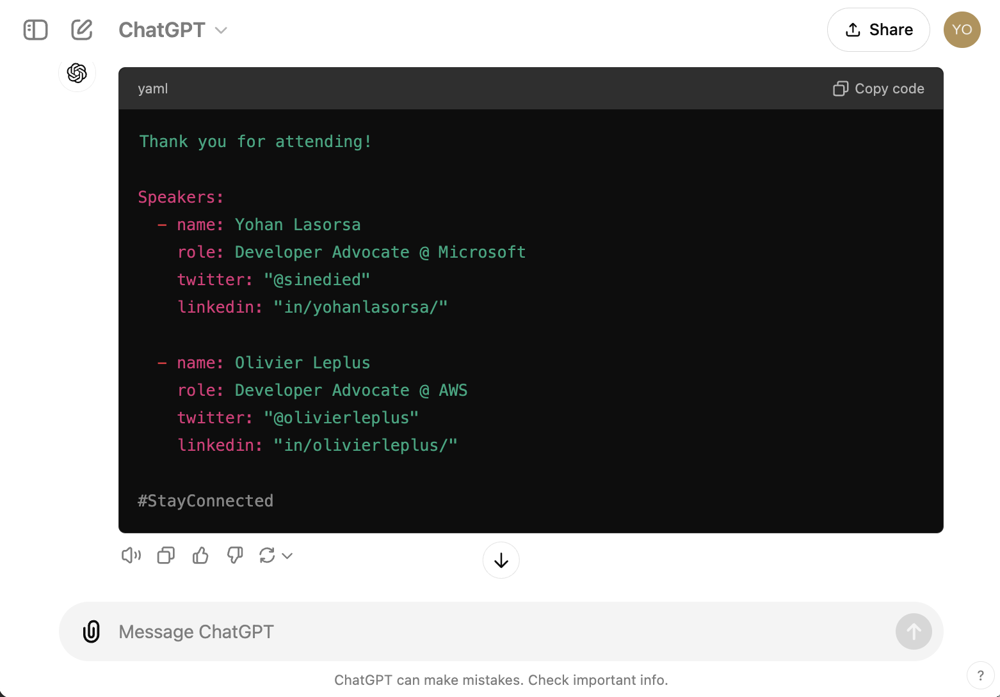 ChatGPT
Share
YO
yaml
Copy code
Thank you for attending!
Speakers:
- name: Yohan Lasorsa
role: Developer Advocate @ Microsoft
twitter: "@sinedied"
linkedin: "in/yohanlasorsa/"
- name: Olivier Leplus
role: Developer Advocate @ AWS
twitter: "@olivierleplus"
linkedin: "in/olivierleplus/"
#StayConnected
Message ChatGPT
ChatGPT can make mistakes. Check important info.
?